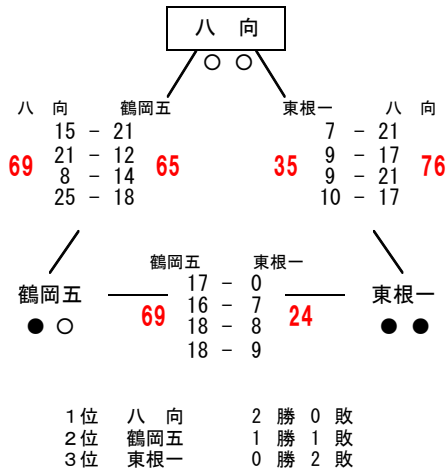 八 向
○ ○
八 向 鶴岡五
15 - 21
69 21 - 12 65
8 - 14
25 - 18
東根一 八 向
7 - 21
35 9 - 17 76
9 - 21
10 - 17
鶴岡五 東根一
17 - 0
69 16 - 7 24
18 - 8
18 - 9
鶴岡五
● ○
東根一
● ●
1位 八 向 2 勝 0 敗
2位 鶴岡五 1 勝 1 敗
3位 東根一 0 勝 2 敗